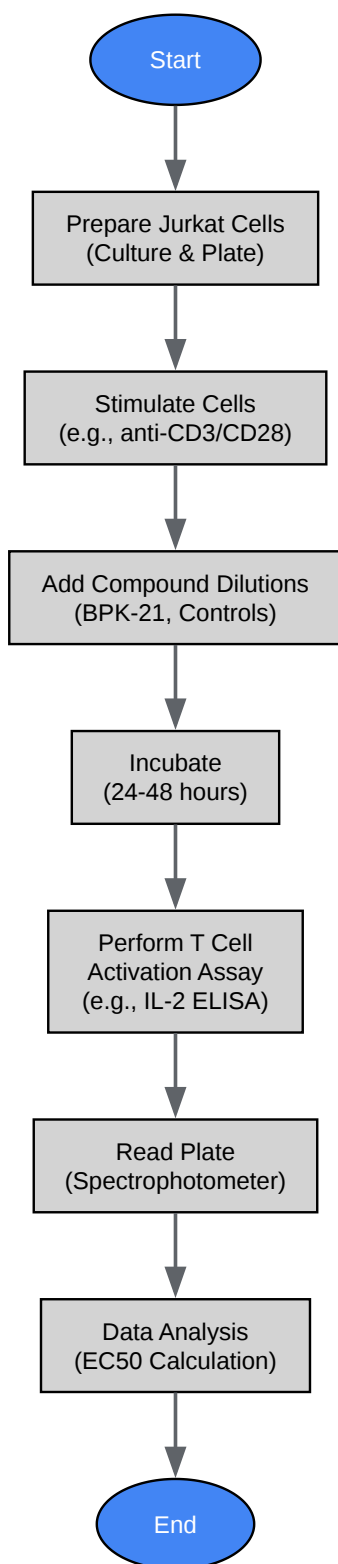 Start
Prepare Jurkat Cells
(Culture & Plate)
Stimulate Cells
(e.g., anti-CD3/CD28)
Add Compound Dilutions
(BPK-21, Controls)
Incubate
(24-48 hours)
Perform T Cell
Activation Assay
(e.g., IL-2 ELISA)
Read Plate
(Spectrophotometer)
Data Analysis
(EC50 Calculation)
End